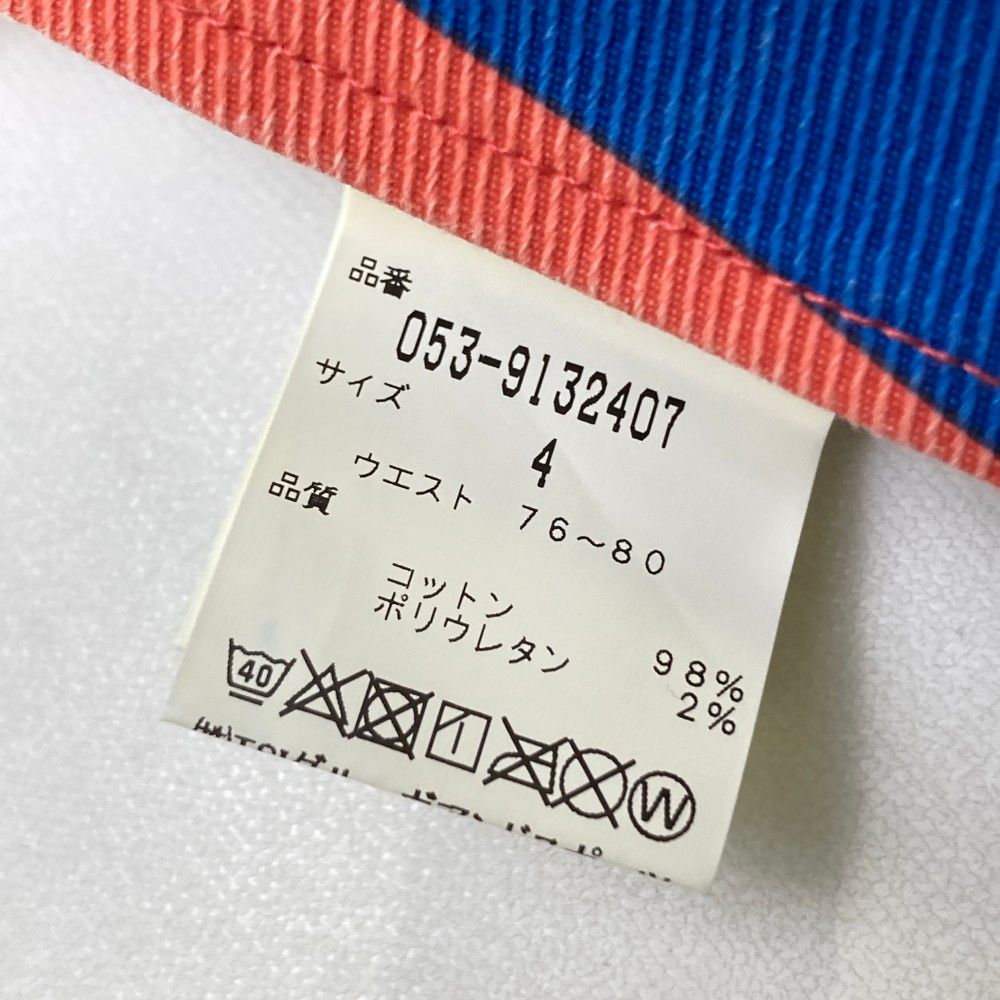 品番
053-9132407
サイズ
4
ウエスト 76～80
品質
コットン 98%
ポリウレタン 2%
40
W